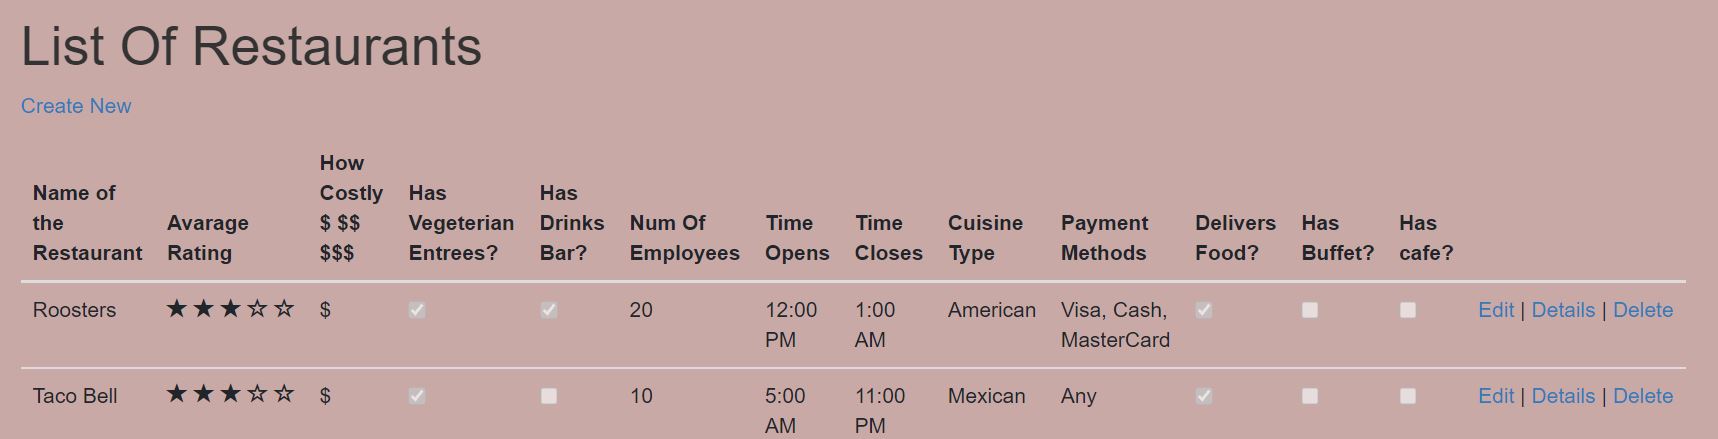 List Of Restaurants
Create New
Name of the Restaurant Avarage Rating How Costly $ $$ $$$ Has Vegeterian Entrees? Has Drinks Bar? Num Of Employees Time Opens Time Closes Cuisine Type Payment Methods Delivers Food? Has Buffet? Has cafe?
Roosters ★★★☆☆ $ 20 12:00 PM 1:00 AM American Visa, Cash, MasterCard Edit | Details | Delete
Taco Bell ★★★☆☆ $ 10 5:00 AM 11:00 PM Mexican Any Edit | Details | Delete